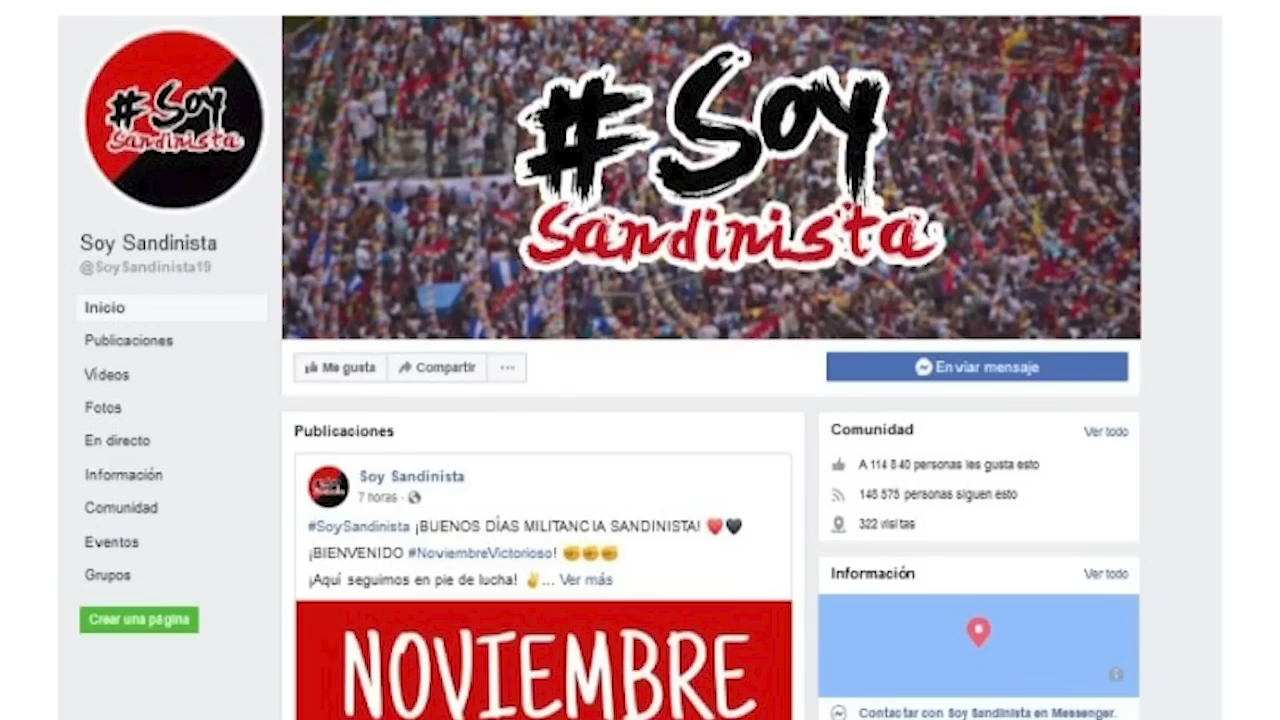 #Soy
Sandinista
#Soy
Sandinista
Soy Sandinista
@SoySandinista19
Inicio
Publicaciones
Vídeos
Fotos
En directo
Información
Comunidad
Eventos
Grupos
Crear una página
Me gusta
Compartir
Enviar mensaje
Publicaciones
Soy Sandinista
7 horas ·
#SoySandinista ¡BUENOS DÍAS MILITANCIA SANDINISTA!
¡BIENVENIDO #NoviembreVictorioso!
¡Aquí seguimos en pie de lucha! ... Ver más
NOVIEMBRE
Comunidad
Ver todo
A 114 840 personas les gusta esto
personas siguen esto
322 visitas
Información
Ver todo
Contactar con Soy Sandinista en Messenger.